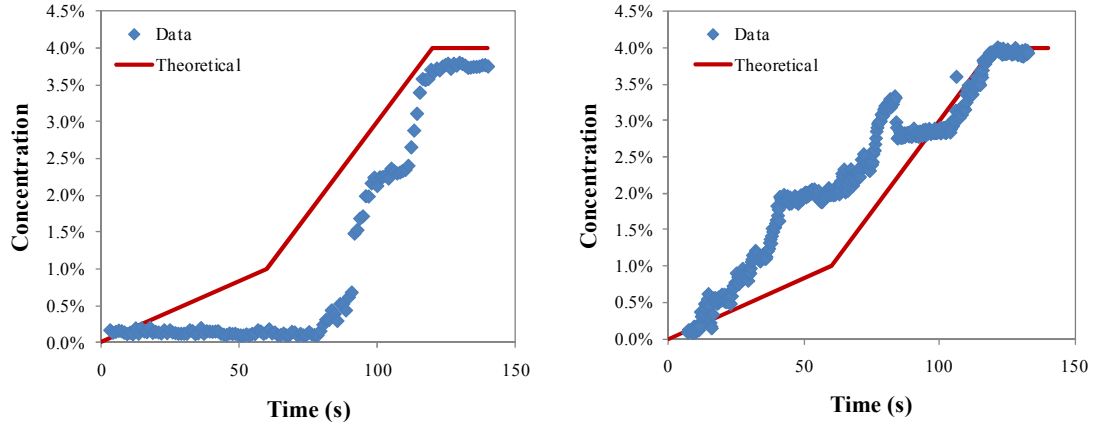 4.5%
4.0%
3.5%
3.0%
2.5%
2.0%
1.5%
1.0%
0.5%
0.0%
Concentration
Data
Theoretical
0 50 100 150
Time (s)
4.5%
4.0%
3.5%
3.0%
2.5%
2.0%
1.5%
1.0%
0.5%
0.0%
Concentration
Data
Theoretical
0 50 100 150
Time (s)